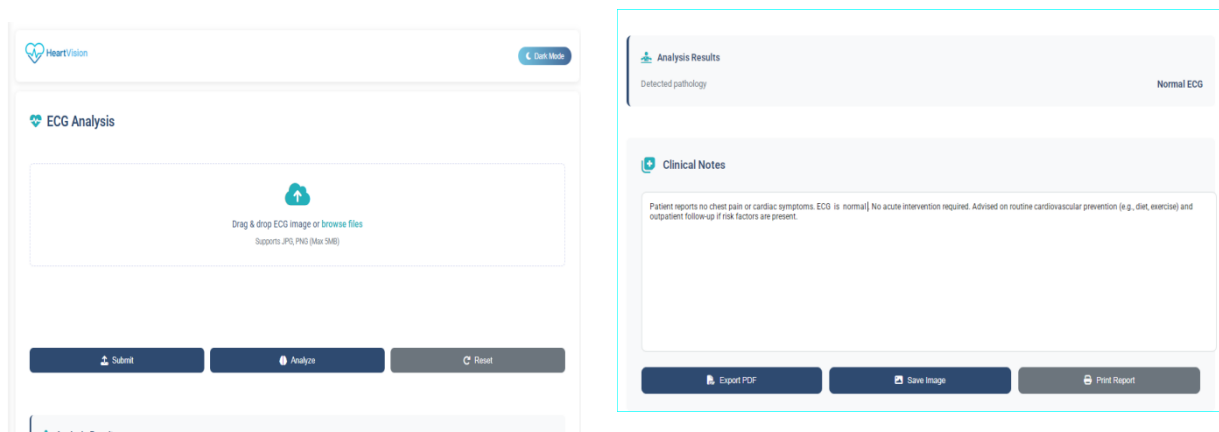 HeartVision
Dark Mode
ECG Analysis
Drag & drop ECG image or browse files
Supports JPG, PNG (Max 5MB)
Submit
Analyze
Reset
Analysis Results
Detected pathology
Normal ECG
Clinical Notes
Patient reports no chest pain or cardiac symptoms. ECG is normal. No acute intervention required. Advised on routine cardiovascular prevention (e.g., diet, exercise) and
outpatient follow-up if risk factors are present.
Export PDF
Save Image
Print Report